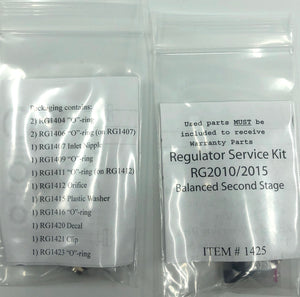 Packaging contains:
2) RG1404 "O"-ring
2) RG1406 "O"-ring (on RG1407)
1) RG1407 Inlet Nipple
1) RG1409 "O"-ring
1) RG1411 "O"-ring (on RG1412)
1) RG1412 Orifice
1) RG1415 Plastic Washer
1) RG1416 "O"-ring
1) RG1420 Decal
1) RG1421 Clip
1) RG1423 "O"-ring
Used parts MUST be
included to receive
Warranty Parts
Regulator Service Kit
RG2010/2015
Balanced Second Stage
ITEM # 1425